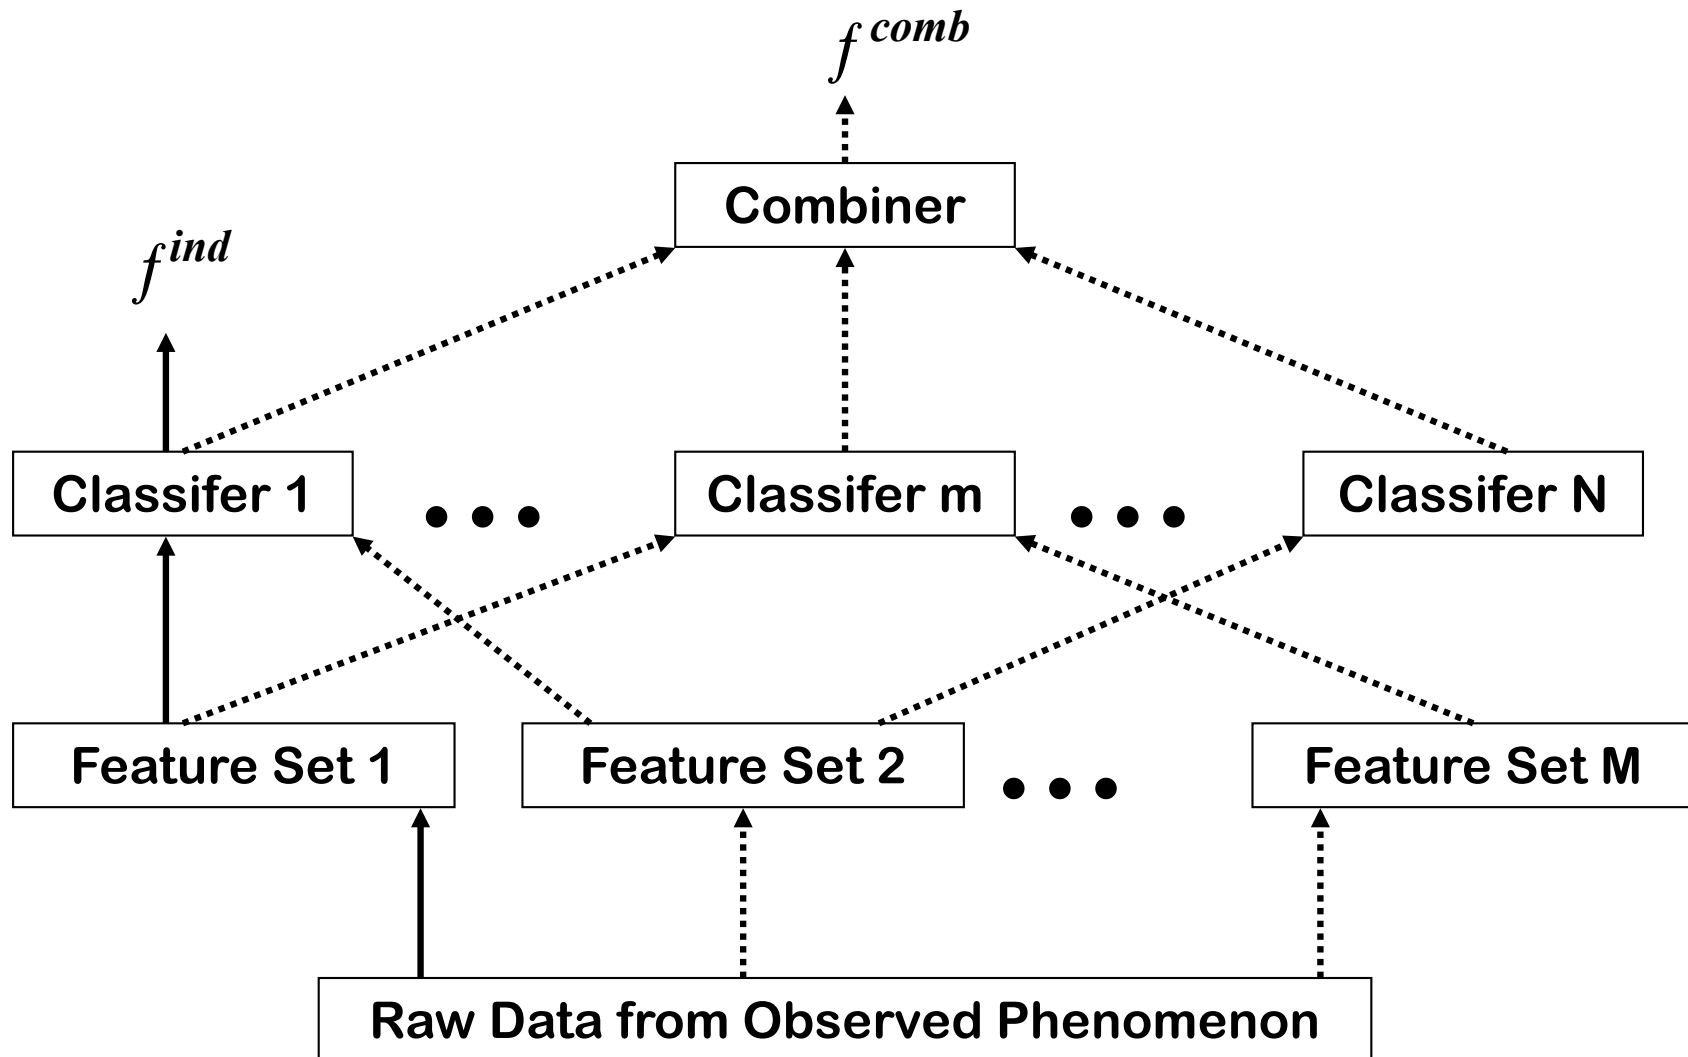 f comb
Combiner
f ind
Classifer 1
Classifer m
Classifer N
Feature Set 1
Feature Set 2
Feature Set M
Raw Data from Observed Phenomenon